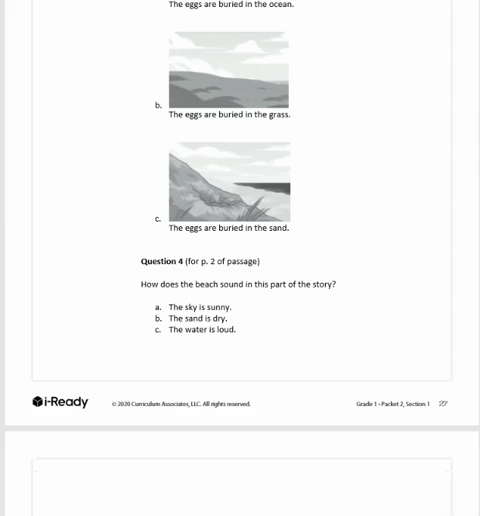 The eggs are buried in the ocean.
b.
The eggs are buried in the grass.
c.
The eggs are buried in the sand.
Question 4 (for p. 2 of passage)
How does the beach sound in this part of the story?
a. The sky is sunny.
b. The sand is dry.
c. The water is loud.
i-Ready © 2020 Curriculum Associates, LLC. All rights reserved. Grade 1 • Packet 2, Section 1